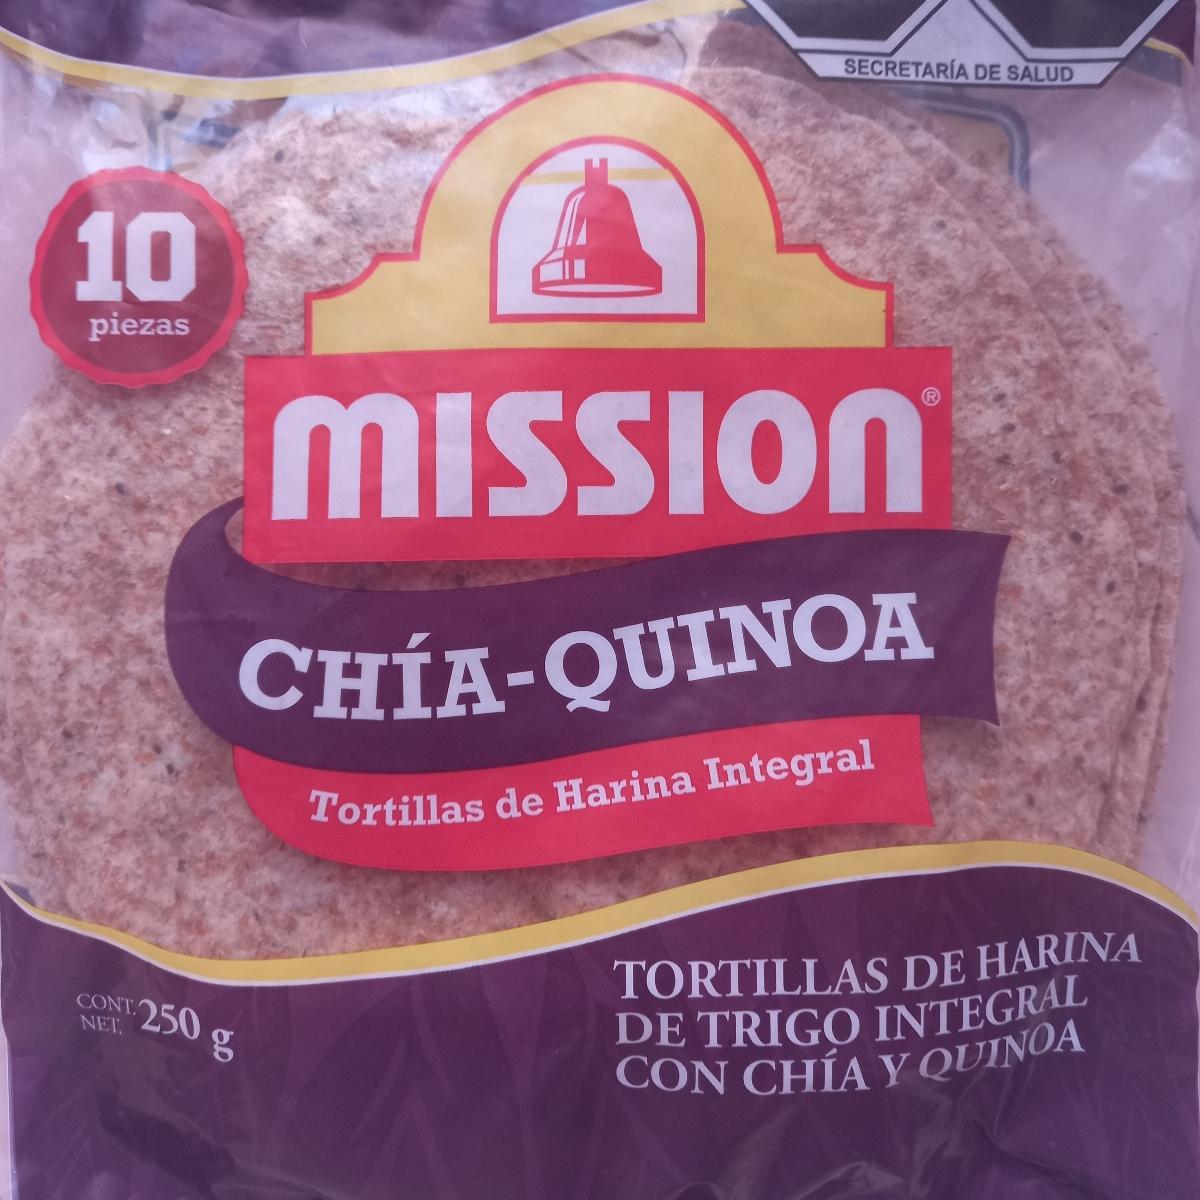 SECRETARÍA DE SALUD
10
piezas
MISSION®
CHÍA-QUINOA
Tortillas de Harina Integral
CONT.
NET. 250 g
TORTILLAS DE HARINA
DE TRIGO INTEGRAL
CON CHÍA Y QUINOA